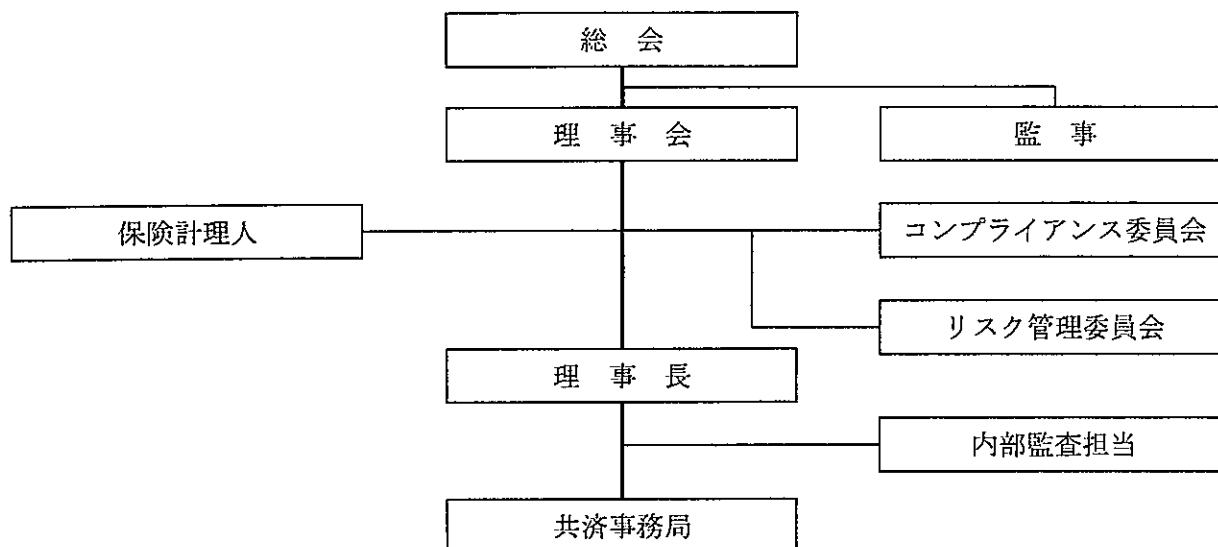 総 会
理 事 会
監 事
保険計理人
コンプライアンス委員会
リスク管理委員会
理 事 長
内部監査担当
共済事務局